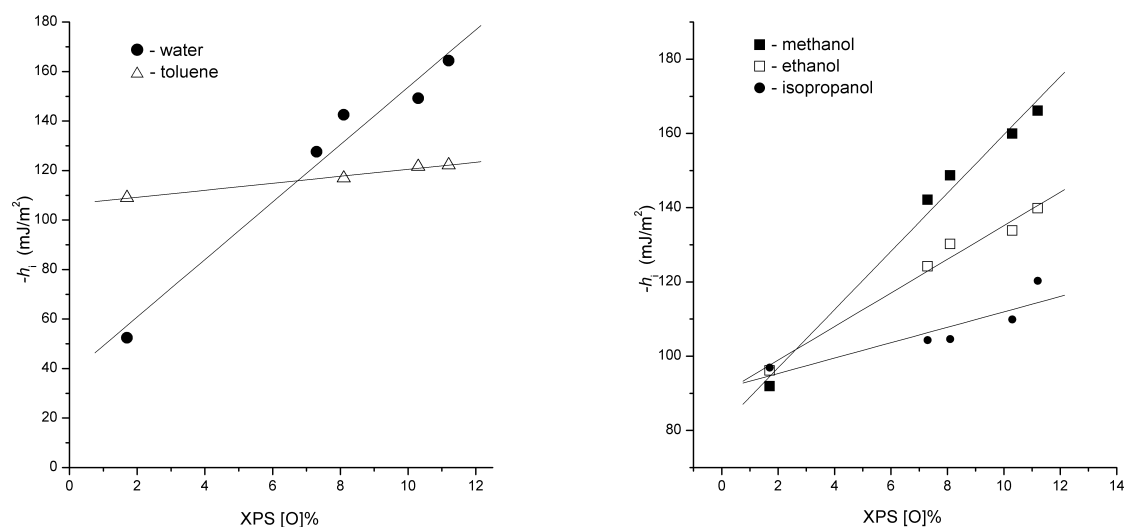 180
160
140
120
100
80
60
40
20
0
-hᵢ (mJ/m²)
- water
- toluene
0 2 4 6 8 10 12
XPS [O]%
180
160
140
120
100
80
-hᵢ (mJ/m²)
- methanol
- ethanol
- isopropanol
0 2 4 6 8 10 12 14
XPS [O]%